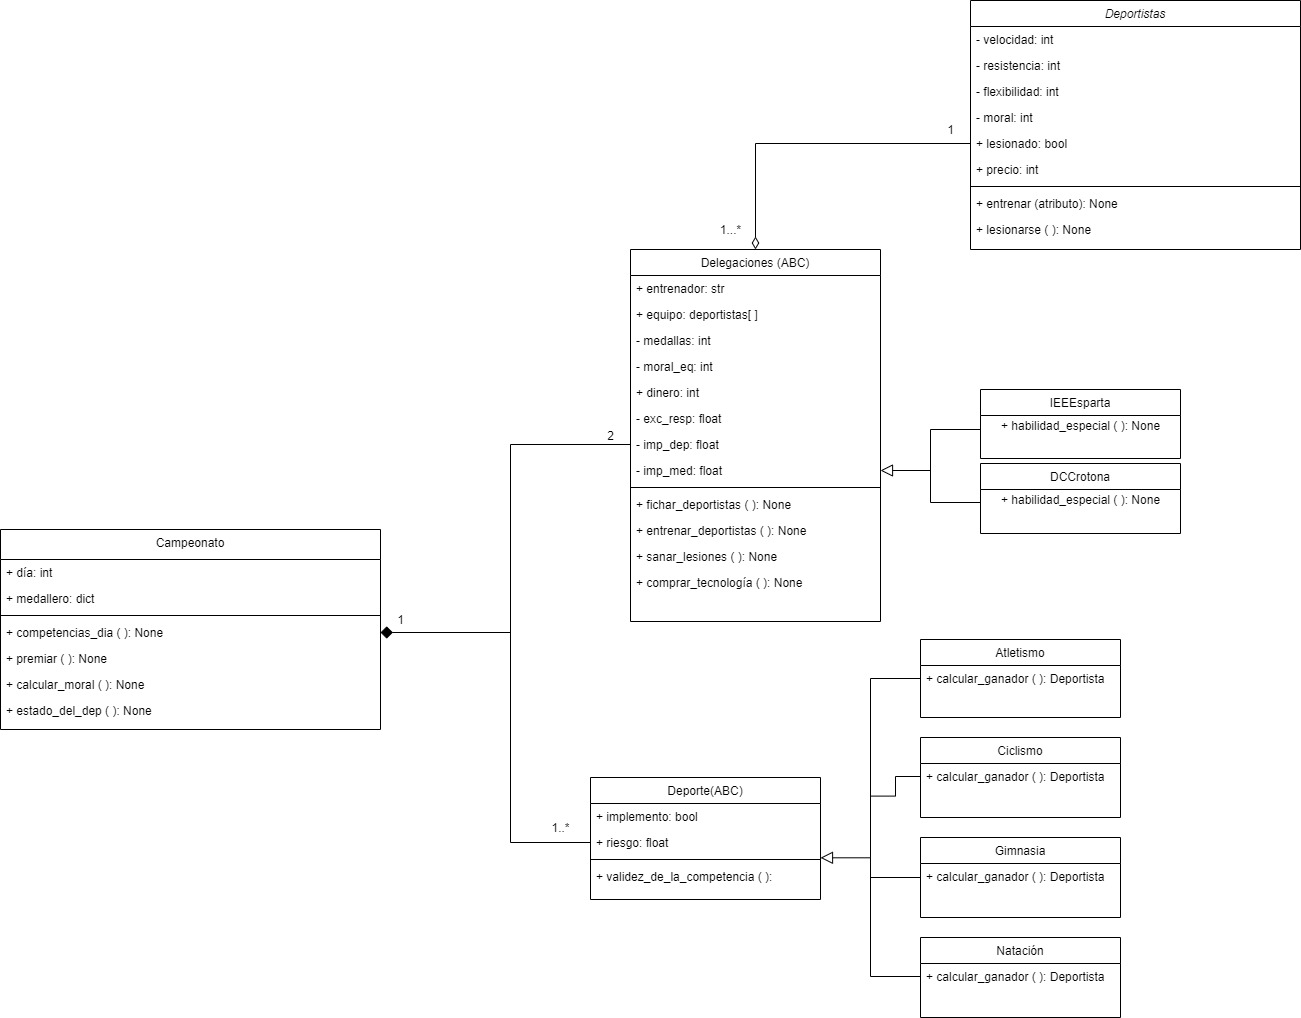 Deportistas
- velocidad: int
- resistencia: int
- flexibilidad: int
- moral: int
+ lesionado: bool
+ precio: int
+ entrenar (atributo): None
+ lesionarse ( ): None
1
1...*
Delegaciones (ABC)
+ entrenador: str
+ equipo: deportistas[ ]
- medallas: int
- moral_eq: int
+ dinero: int
- exc_resp: float
- imp_dep: float
- imp_med: float
+ fichar_deportistas ( ): None
+ entrenar_deportistas ( ): None
+ sanar_lesiones ( ): None
+ comprar_tecnología ( ): None
2
IEEEsparta
+ habilidad_especial ( ): None
DCCrotona
+ habilidad_especial ( ): None
Campeonato
+ día: int
+ medallero: dict
+ competencias_dia ( ): None
+ premiar ( ): None
+ calcular_moral ( ): None
+ estado_del_dep ( ): None
1
1..*
Deporte(ABC)
+ implemento: bool
+ riesgo: float
+ validez_de_la_competencia ( ):
Atletismo
+ calcular_ganador ( ): Deportista
Ciclismo
+ calcular_ganador ( ): Deportista
Gimnasia
+ calcular_ganador ( ): Deportista
Natación
+ calcular_ganador ( ): Deportista